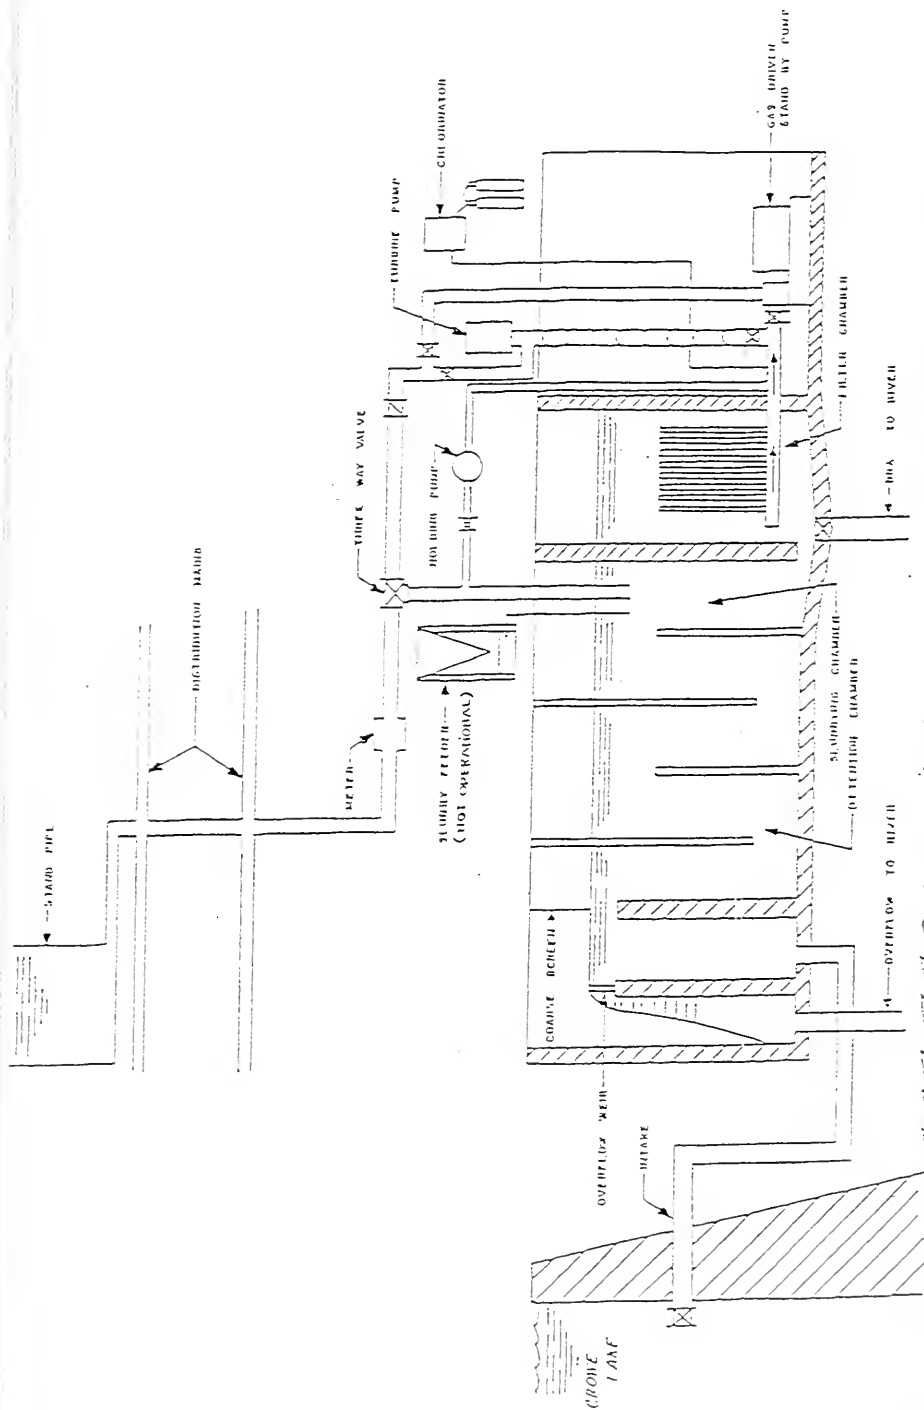 STAND PIPE
DISTRIBUTION MAINS
METER
THREE WAY VALVE
TURBINE PUMP
CHLORINATOR
HOLDING PUMP
SLURRY FEEDER
(NOT OPERATIONAL)
COARSE SCREEN
OVERFLOW WEIR
INTAKE
CROWE
LAKE
GAS DRIVEN
STAND BY PUMP
FILTER CHAMBER
TO RIVER
SLURRYING CHAMBER
DETENTION CHAMBER
OVERFLOW TO RIVER